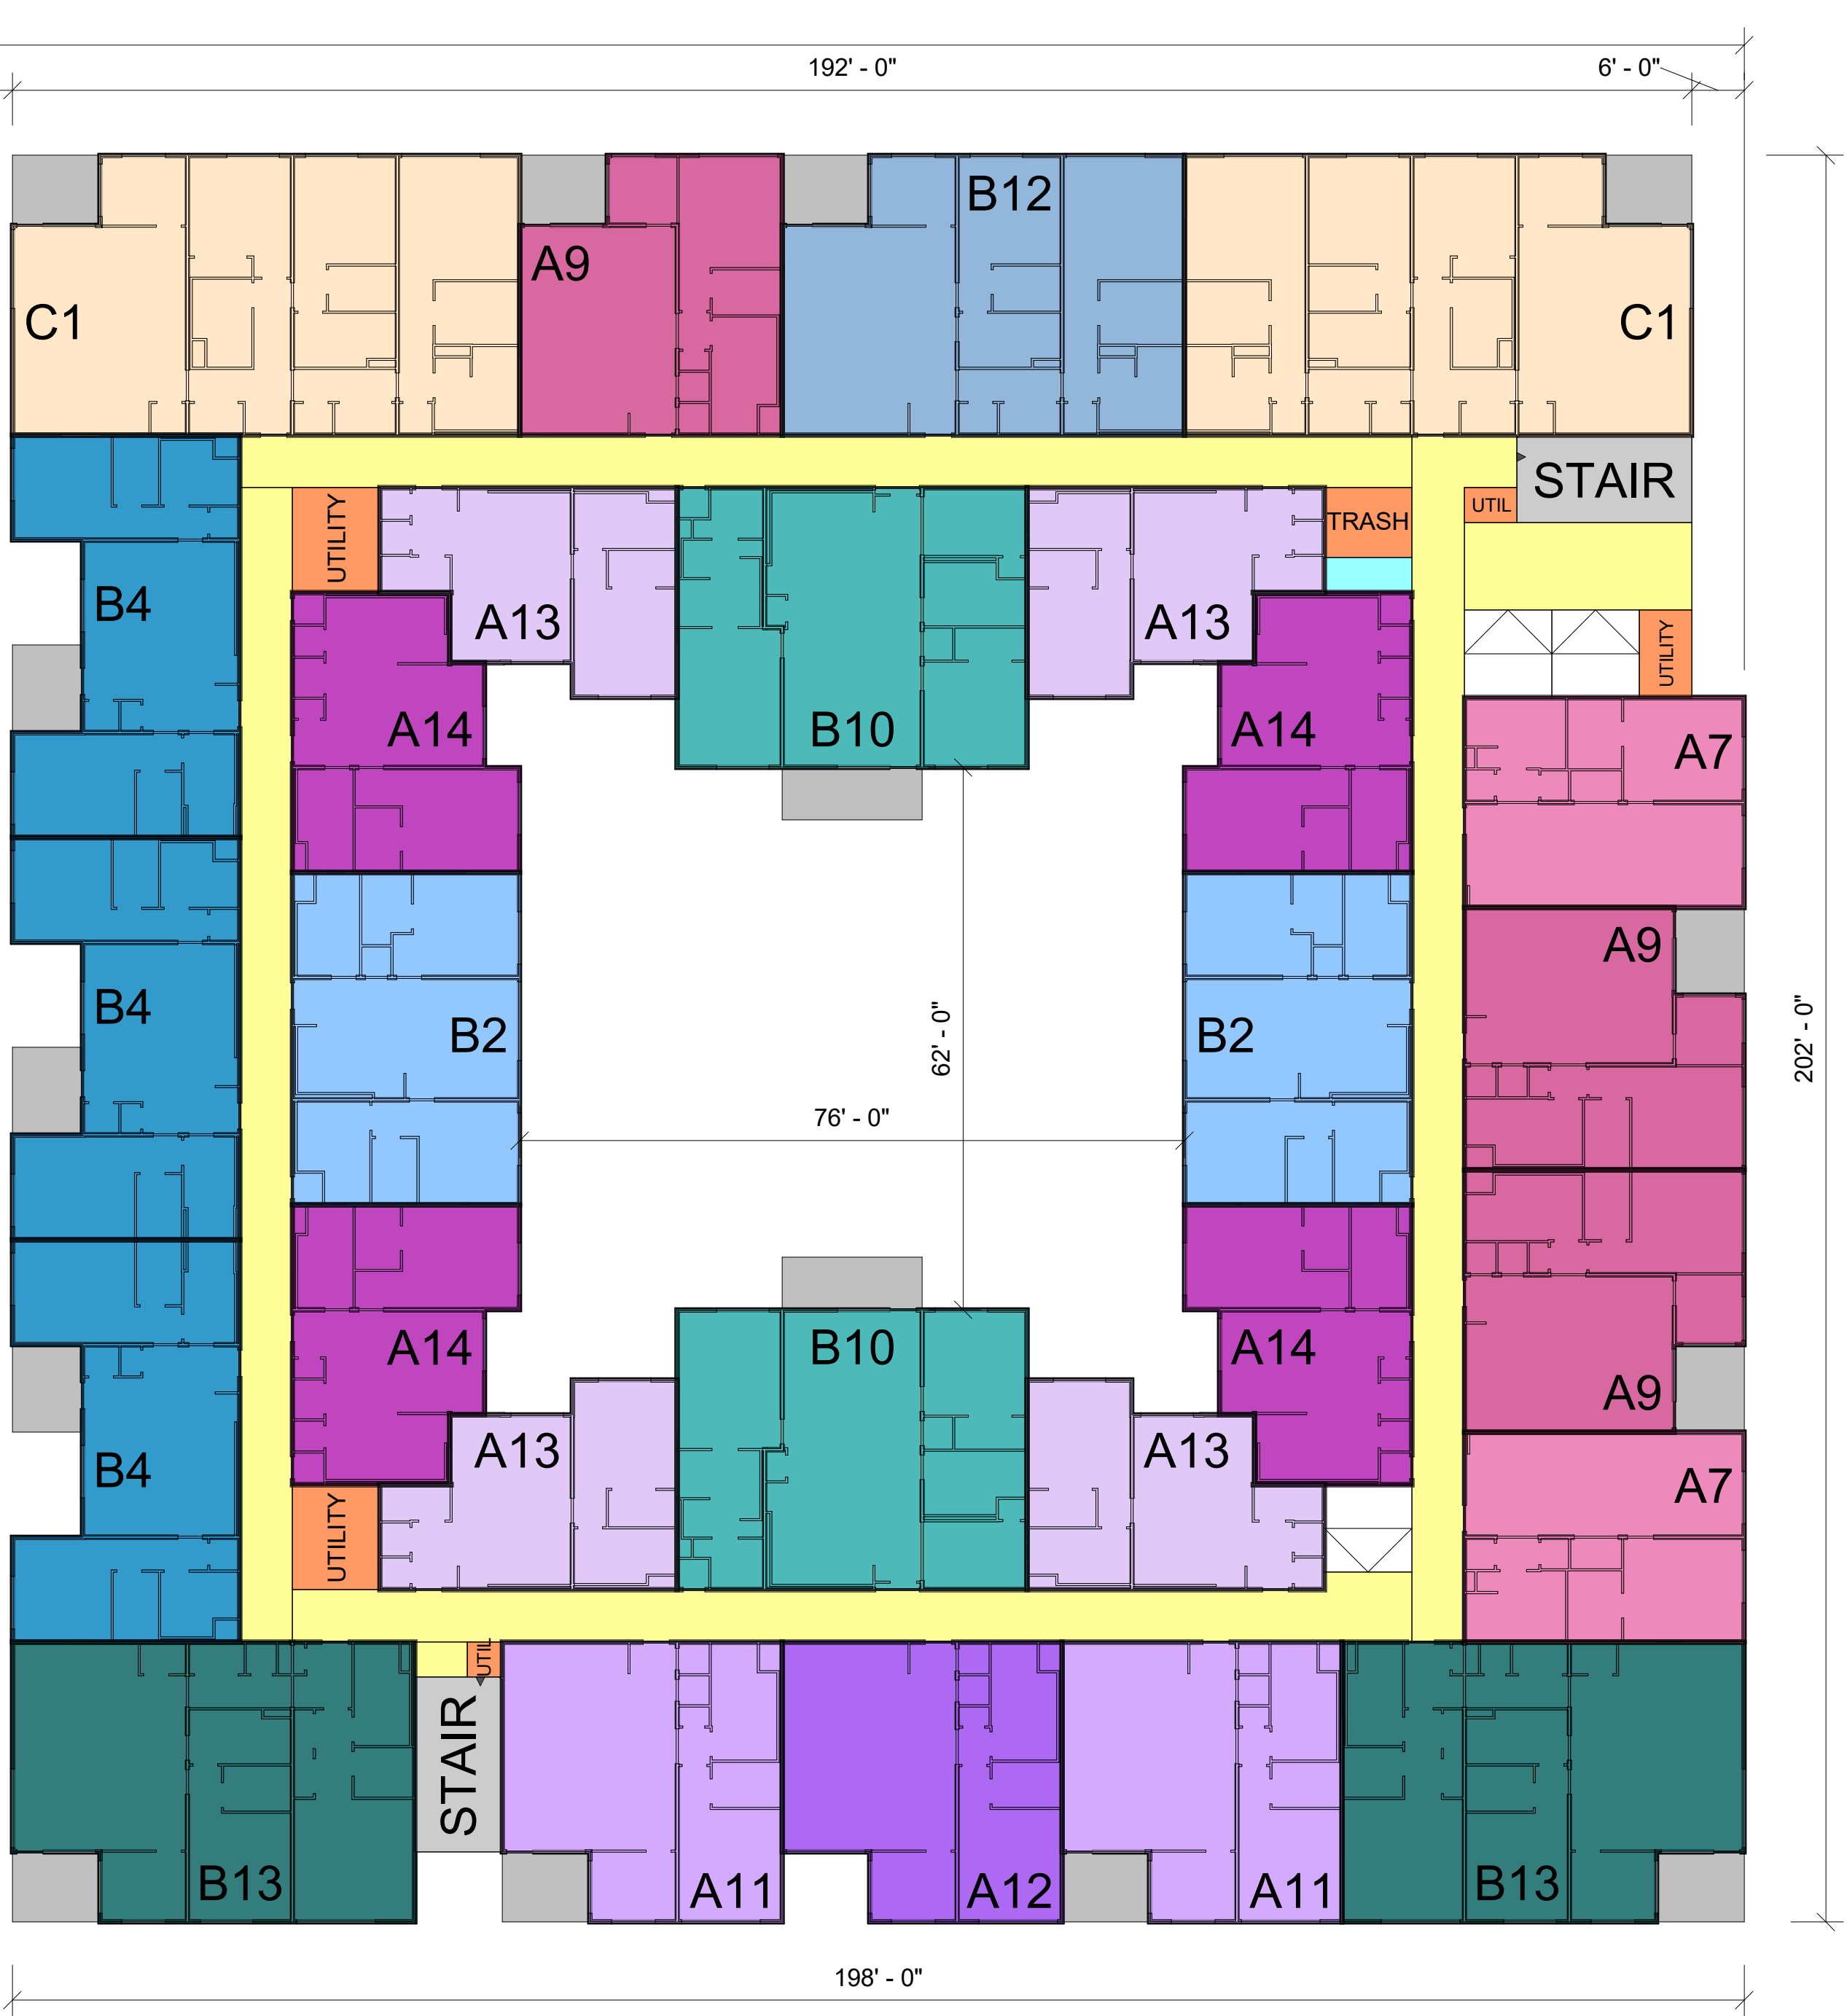 192' - 0"
6' - 0"
B12
A9
C1
C1
STAIR
UTIL
UTILITY
TRASH
B4
A13
A13
UTILITY
A14
B10
A14
A7
A9
B4
B2
B2
62' - 0"
202' - 0"
76' - 0"
A14
B10
A14
A9
B4
A13
A13
A7
UTILITY
UTIL
STAIR
B13
A11
A12
A11
B13
198' - 0"